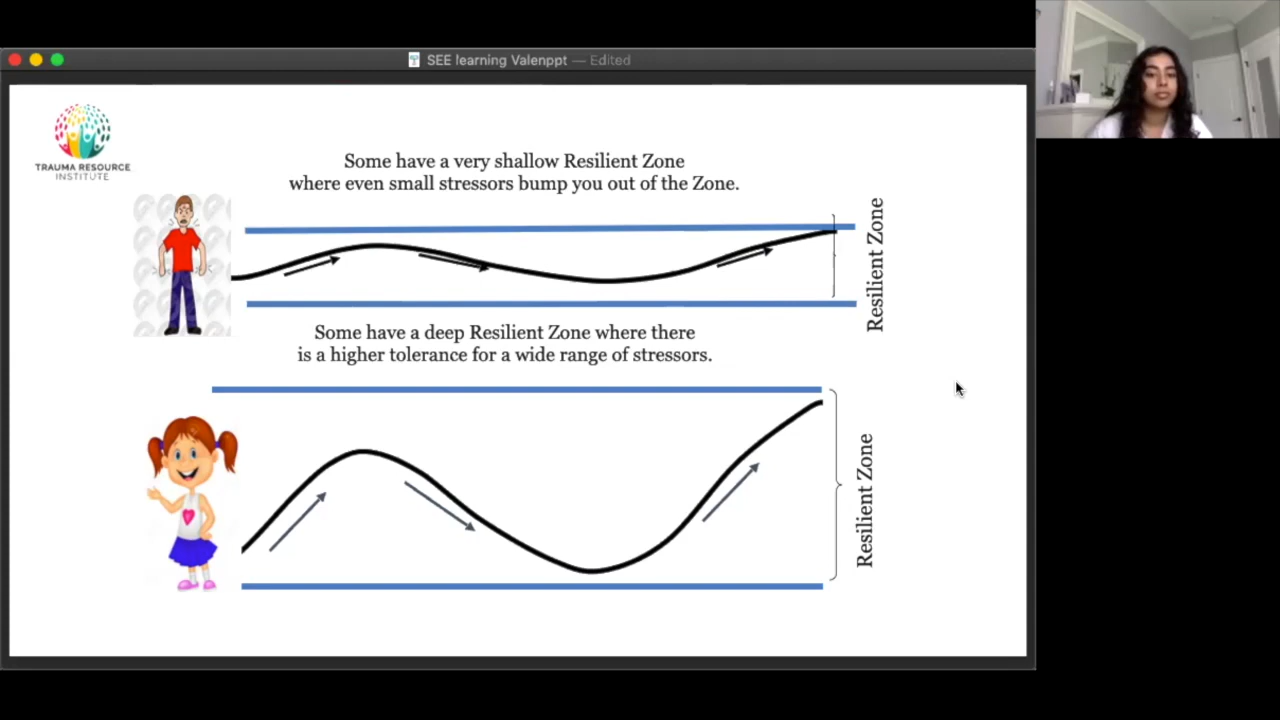 SEE learning Valenppt — Edited
TRAUMA RESOURCE
INSTITUTE
Some have a very shallow Resilient Zone
where even small stressors bump you out of the Zone.
Resilient Zone
Some have a deep Resilient Zone where there
is a higher tolerance for a wide range of stressors.
Resilient Zone